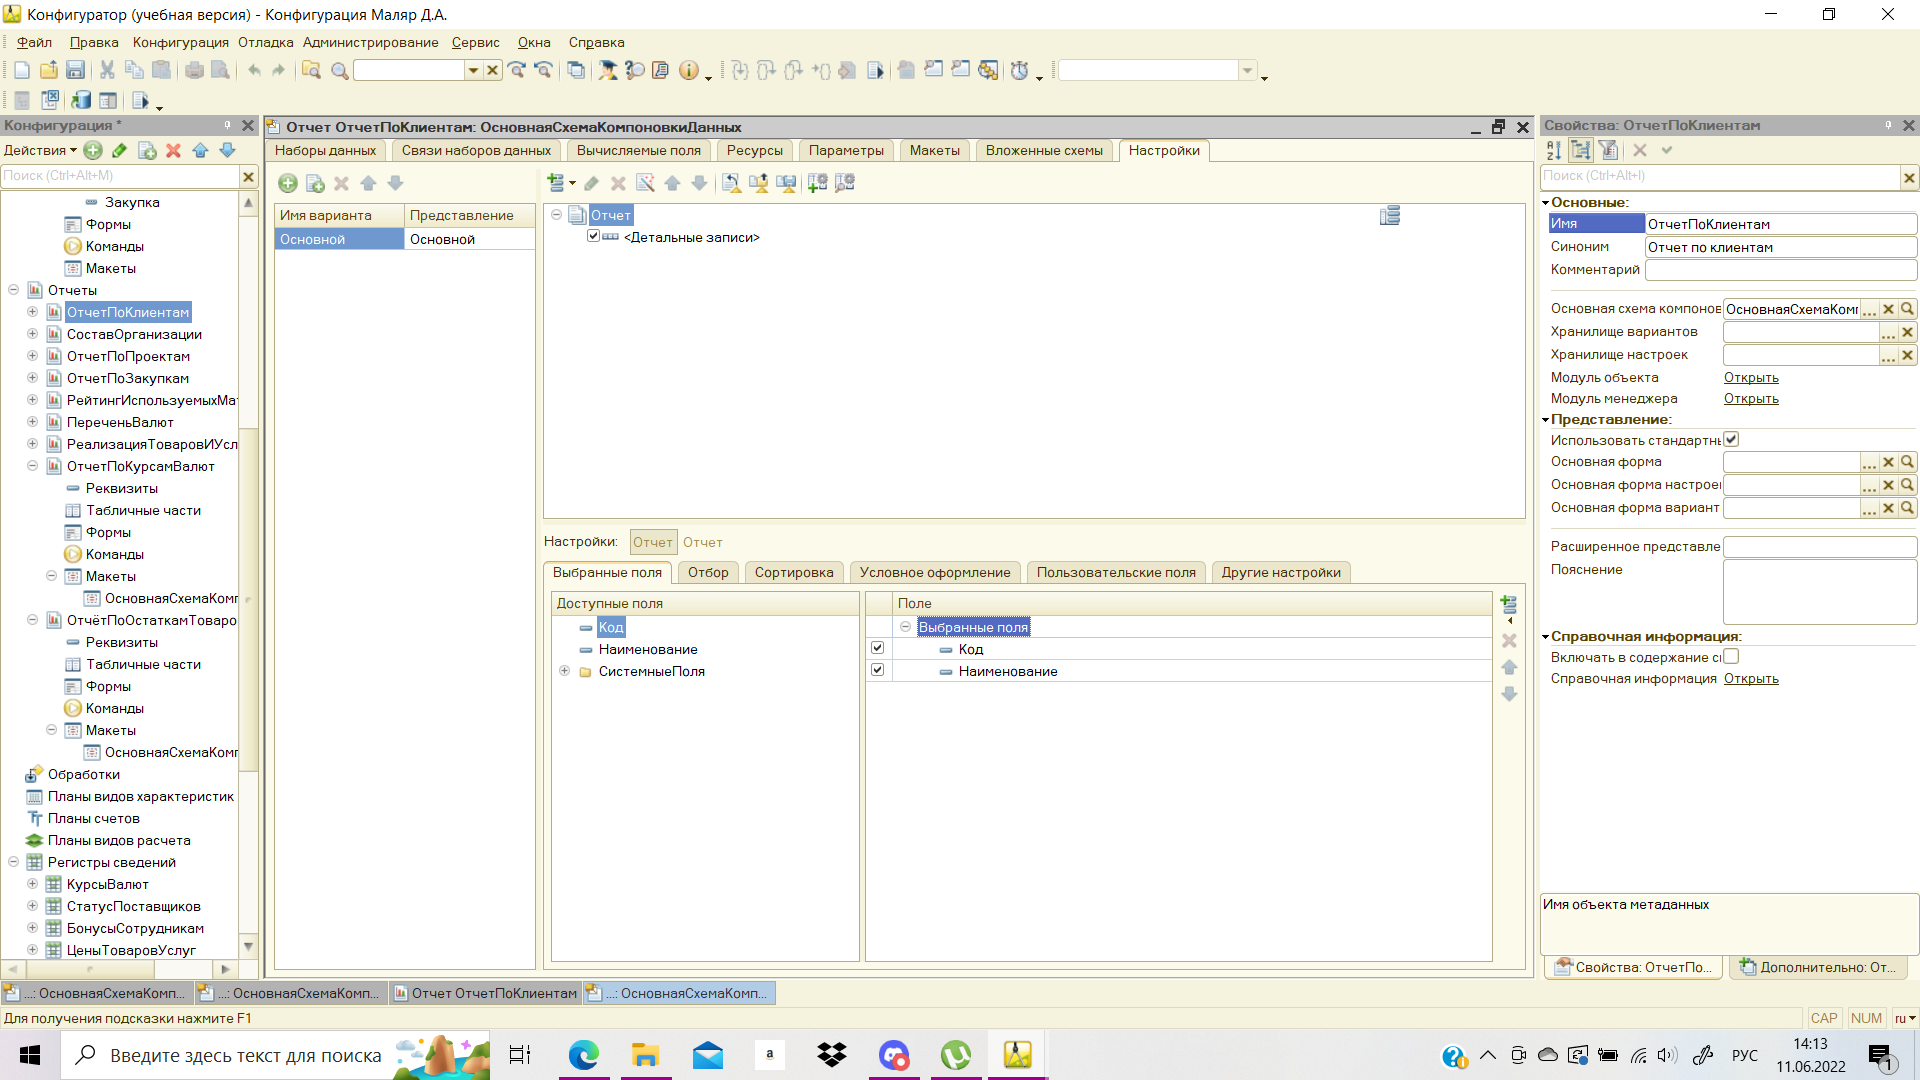 Конфигуратор (учебная версия) - Конфигурация Маляр Д.А.
Файл Правка Конфигурация Отладка Администрирование Сервис Окна Справка
Конфигурация *
Действия
Поиск (Ctrl+Alt+M)
Закупка
Формы
Команды
Макеты
Отчеты
ОтчетПоКлиентам
СоставОрганизации
ОтчетПоПроектам
ОтчетПоЗакупкам
РейтингИспользуемыхМа
ПереченьВалют
РеализацияТоваровИУсл
ОтчетПоКурсамВалют
Реквизиты
Табличные части
Формы
Команды
Макеты
ОсновнаяСхемаКом
ОтчётПоОстаткамТоваро
Реквизиты
Табличные части
Формы
Команды
Макеты
ОсновнаяСхемаКом
Обработки
Планы видов характеристик
Планы счетов
Планы видов расчета
Регистры сведений
КурсыВалют
СтатусПоставщиков
БонусыСотрудникам
ЦеныТоваровУслуг
Отчет ОтчетПоКлиентам: ОсновнаяСхемаКомпоновкиДанных
Наборы данных Связи наборов данных Вычисляемые поля Ресурсы Параметры Макеты Вложенные схемы Настройки
Имя варианта Представление
Основной Основной
Отчет
<Детальные записи>
Настройки: Отчет Отчет
Выбранные поля Отбор Сортировка Условное оформление Пользовательские поля Другие настройки
Доступные поля
Код
Наименование
СистемныеПоля
Поле
Выбранные поля
Код
Наименование
Свойства: ОтчетПоКлиентам
Поиск (Ctrl+Alt+I)
Основные:
Имя ОтчетПоКлиентам
Синоним Отчет по клиентам
Комментарий
Основная схема компонов ОсновнаяСхемаКом ...
Хранилище вариантов ...
Хранилище настроек ...
Модуль объекта Открыть
Модуль менеджера Открыть
Представление:
Использовать стандартн
Основная форма ...
Основная форма настрое ...
Основная форма вариант ...
Расширенное представле
Пояснение
Справочная информация:
Включать в содержание с
Справочная информация Открыть
Имя объекта метаданных
Свойства: ОтчетПо... Дополнительно: От...
...: ОсновнаяСхемаКомп... ...: ОсновнаяСхемаКомп... Отчет ОтчетПоКлиентам ...: ОсновнаяСхемаКомп...
Для получения подсказки нажмите F1
CAP NUM ru
Введите здесь текст для поиска
a
РУС
14:13
11.06.2022
1